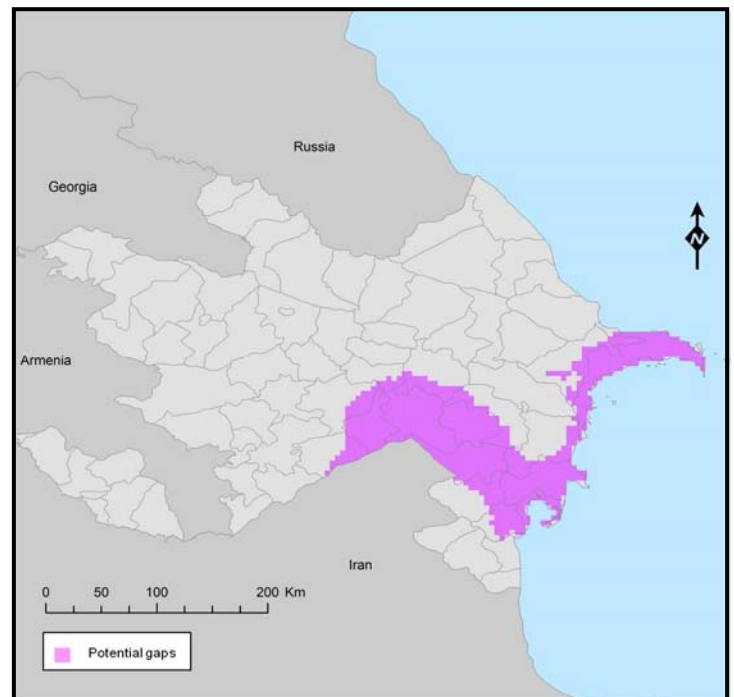 Russia
Georgia
N
Armenia
Iran
0 50 100 200 Km
Potential gaps